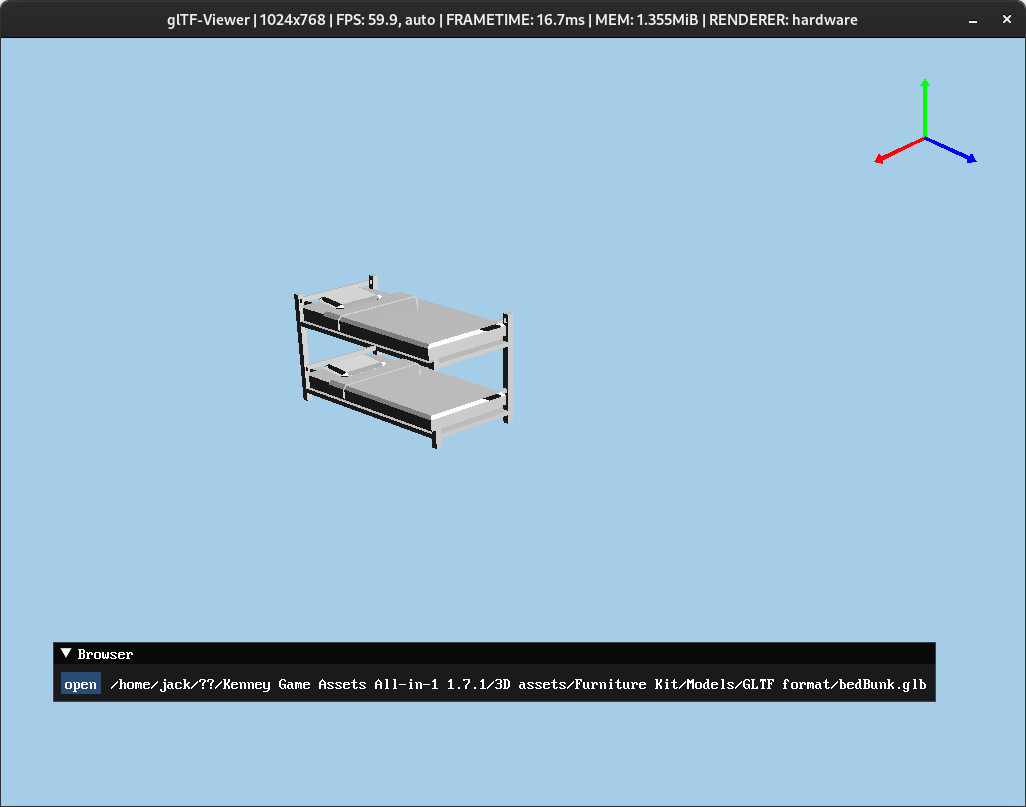 glTF-Viewer | 1024x768 | FPS: 59.9, auto | FRAMETIME: 16.7ms | MEM: 1.355MiB | RENDERER: hardware
Browser
open /home/jack/??/Kenney Game Assets All-in-1 1.7.1/3D assets/Furniture Kit/Models/GLTF format/bedBunk.glb